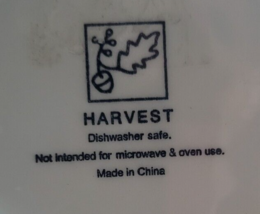 HARVEST
Dishwasher safe.
Not intended for microwave & oven use.
Made in China